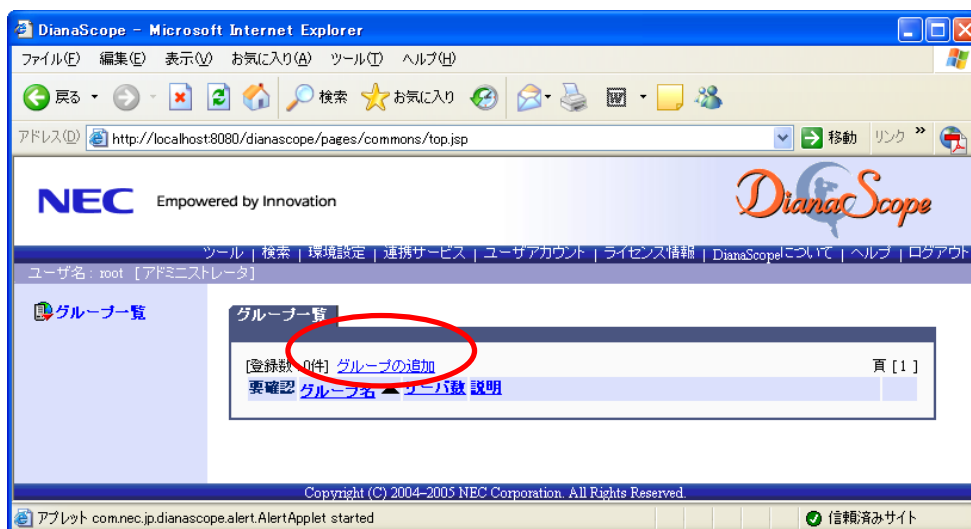 DianaScope - Microsoft Internet Explorer
ファイル(F) 編集(E) 表示(V) お気に入り(A) ツール(T) ヘルプ(H)
戻る 検索 お気に入り
アドレス(D) http://localhost:8080/dianascope/pages/commons/top.jsp 移動 リンク »
NEC Empowered by Innovation DianaScope
ツール | 検索 | 環境設定 | 連携サービス | ユーザアカウント | ライセンス情報 | DianaScopeについて | ヘルプ | ログアウト
ユーザ名 : root [アドミニストレータ]
グループ一覧
グループ一覧
[登録数 : 0件] グループの追加 頁 [ 1 ]
要確認 グループ名 ▲ サーバ数 説明
Copyright (C) 2004-2005 NEC Corporation. All Rights Reserved.
アプレット com.nec.jp.dianascope.alert.AlertApplet started 信頼済みサイト